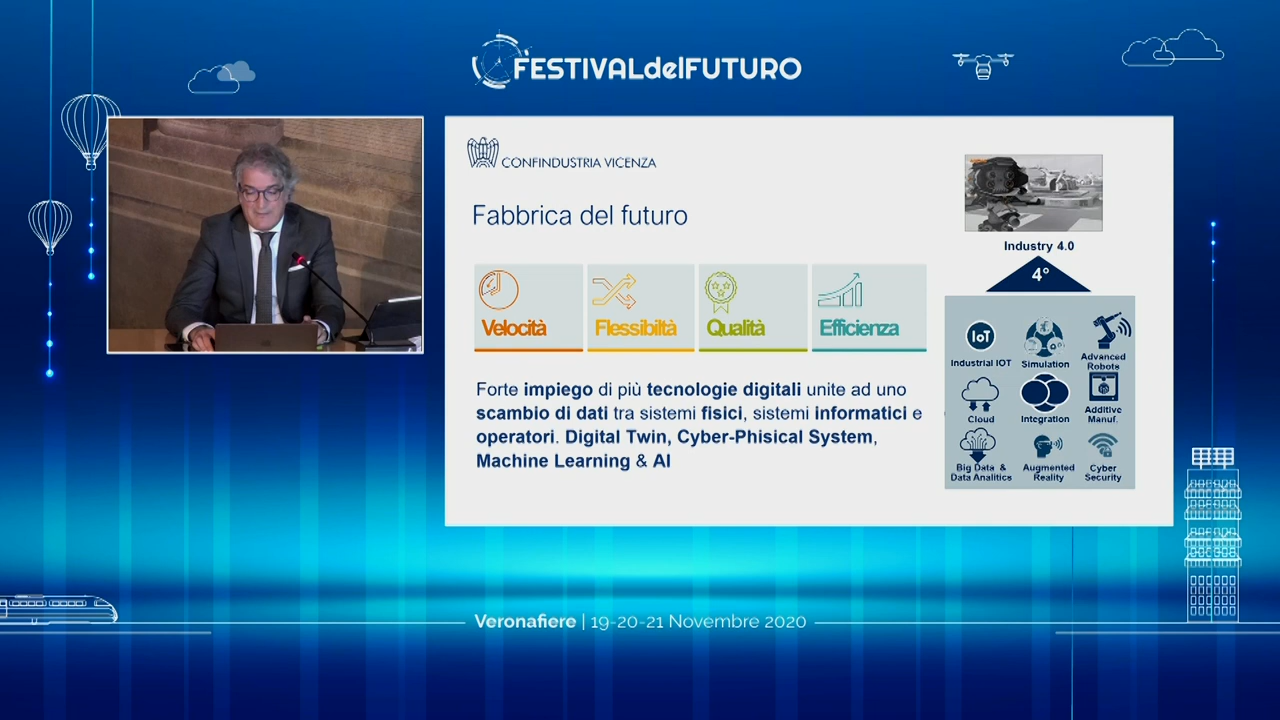 FESTIVALdelFUTURO
CONFINDUSTRIA VICENZA
Fabbrica del futuro
Velocità
Flessibiltà
Qualità
Efficienza
Forte impiego di più tecnologie digitali unite ad uno
scambio di dati tra sistemi fisici, sistemi informatici e
operatori. Digital Twin, Cyber-Phisical System,
Machine Learning & AI
Industry 4.0
4°
IoT
Industrial IOT
Simulation
Advanced
Robots
Cloud
Integration
Additive
Manuf.
Big Data &
Data Analitics
Augmented
Reality
Cyber
Security
Veronafiere | 19-20-21 Novembre 2020